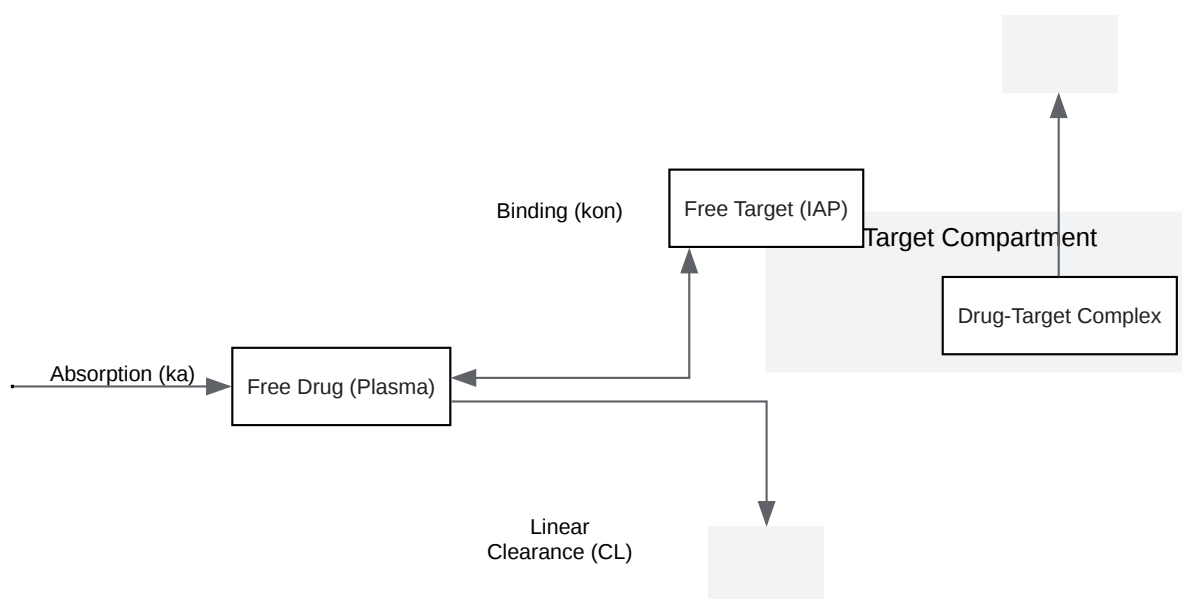 Binding (kon)
Free Target (IAP)
Target Compartment
Drug-Target Complex
Absorption (ka)
Free Drug (Plasma)
Linear
Clearance (CL)